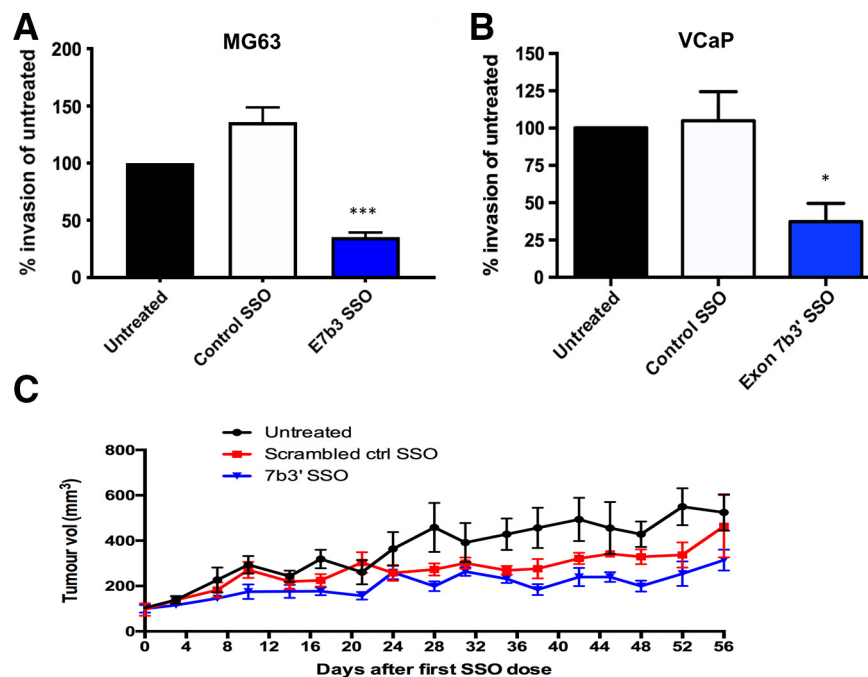 A
MG63
% invasion of untreated
200
150
100
50
0
***
Untreated
Control SSO
E7b3 SSO
B
VCaP
% invasion of untreated
150
125
100
75
50
25
0
*
Untreated
Control SSO
Exon 7b3' SSO
C
Untreated
Scrambled ctrl SSO
7b3' SSO
Tumour vol (mm³)
800
600
400
200
0
0 4 8 12 16 20 24 28 32 36 40 44 48 52 56
Days after first SSO dose